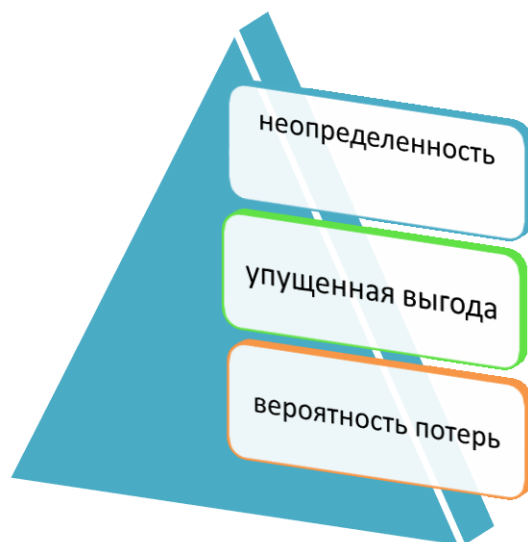 неопределенность
упущенная выгода
вероятность потерь